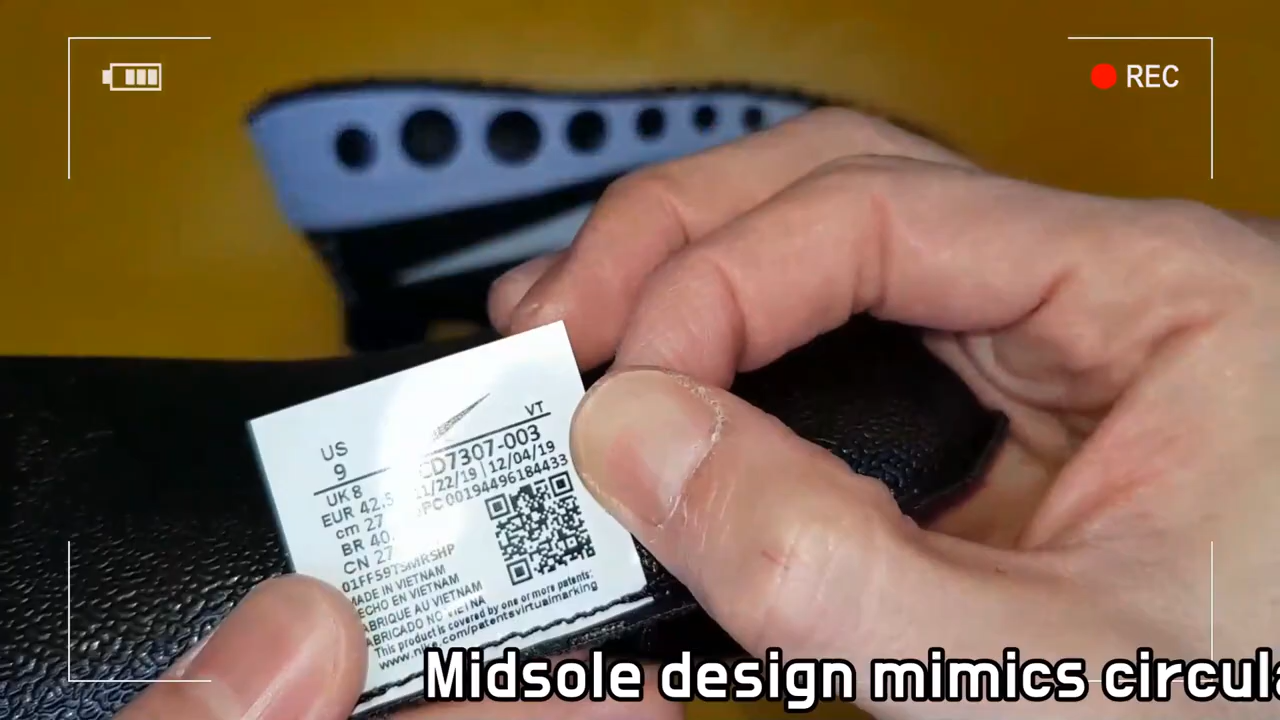 REC
VT
US
9
CD7307-003
11/22/19 12/04/19
UPC 00194496184433
UK 8
EUR 42.5
cm 27
BR 40.
CN 27
MADE IN VIETNAM
HECHO EN VIETNAM
FABRIQUE AU VIETNAM
FABRICADO NO VIETNA
This product is covered by one or more patents:
www.nike.com/patentsvirtualmarking
Midsole design mimics circula